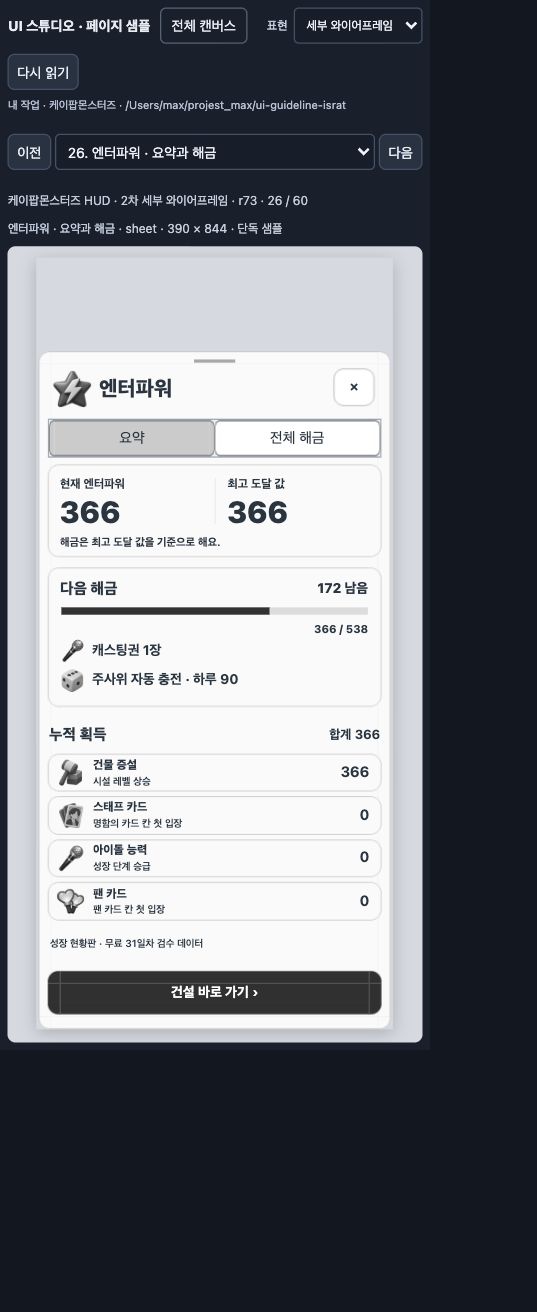 UI 스튜디오 · 페이지 샘플 전체 캔버스 표현 세부 와이어프레임
다시 읽기
내 작업 · 케이팝몬스터즈 · /Users/max/projest_max/ui-guideline-israt
이전 26. 엔터파워 · 요약과 해금 다음
케이팝몬스터즈 HUD · 2차 세부 와이어프레임 · r73 · 26 / 60
엔터파워 · 요약과 해금 · sheet · 390 × 844 · 단독 샘플
엔터파워 ×
요약 전체 해금
현재 엔터파워 최고 도달 값
366 366
해금은 최고 도달 값을 기준으로 해요.
다음 해금 172 남음
366 / 538
캐스팅권 1장
주사위 자동 충전 · 하루 90
누적 획득 합계 366
건물 증설 366
시설 레벨 상승
스태프 카드 0
명함의 카드 칸 첫 입장
아이돌 능력 0
성장 단계 승급
팬 카드 0
팬 카드 칸 첫 입장
성장 현황판 · 무료 31일차 검수 데이터
건설 바로 가기 ›